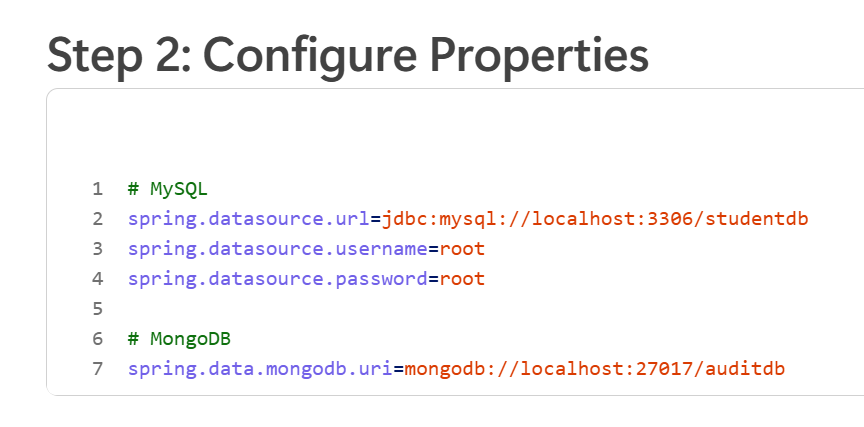 Step 2: Configure Properties
1 # MySQL
2 spring.datasource.url=jdbc:mysql://localhost:3306/studentdb
3 spring.datasource.username=root
4 spring.datasource.password=root
5
6 # MongoDB
7 spring.data.mongodb.uri=mongodb://localhost:27017/auditdb